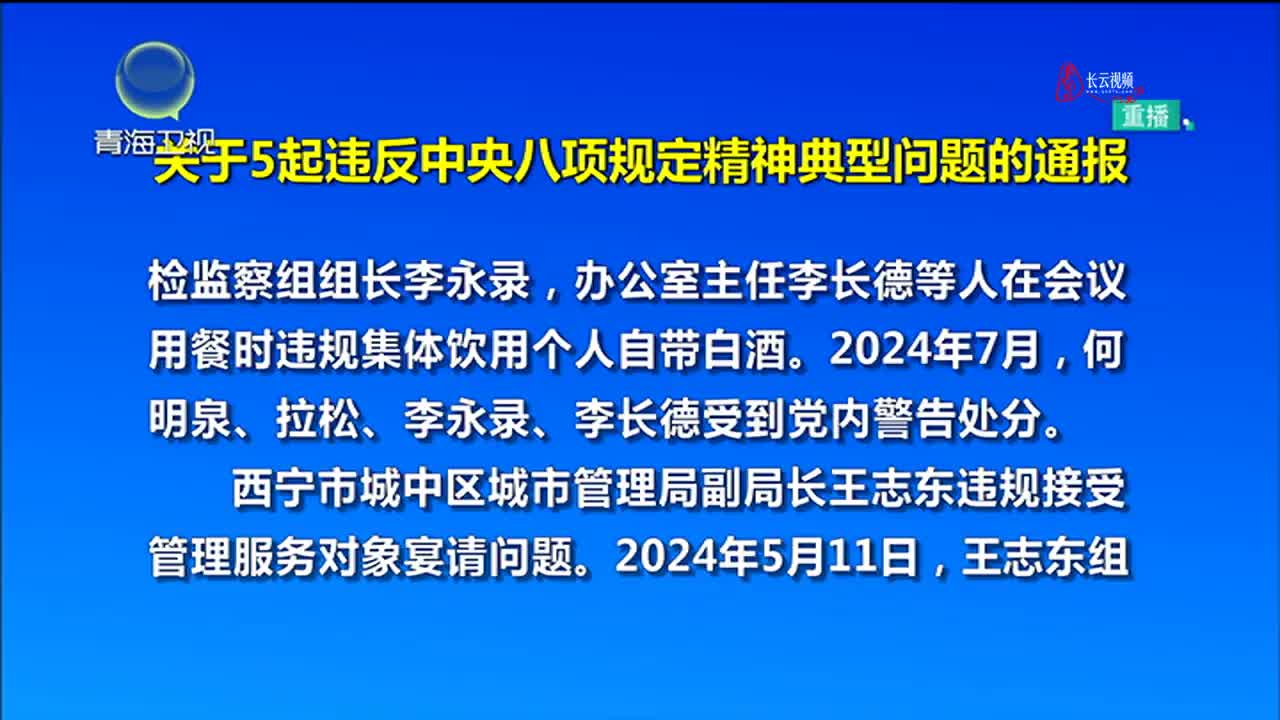 长云视频
重播
青海卫视
关于5起违反中央八项规定精神典型问题的通报
检监察组组长李永录，办公室主任李长德等人在会议
用餐时违规集体饮用个人自带白酒。2024年7月，何
明泉、拉松、李永录、李长德受到党内警告处分。
西宁市城中区城市管理局副局长王志东违规接受
管理服务对象宴请问题。2024年5月11日，王志东组